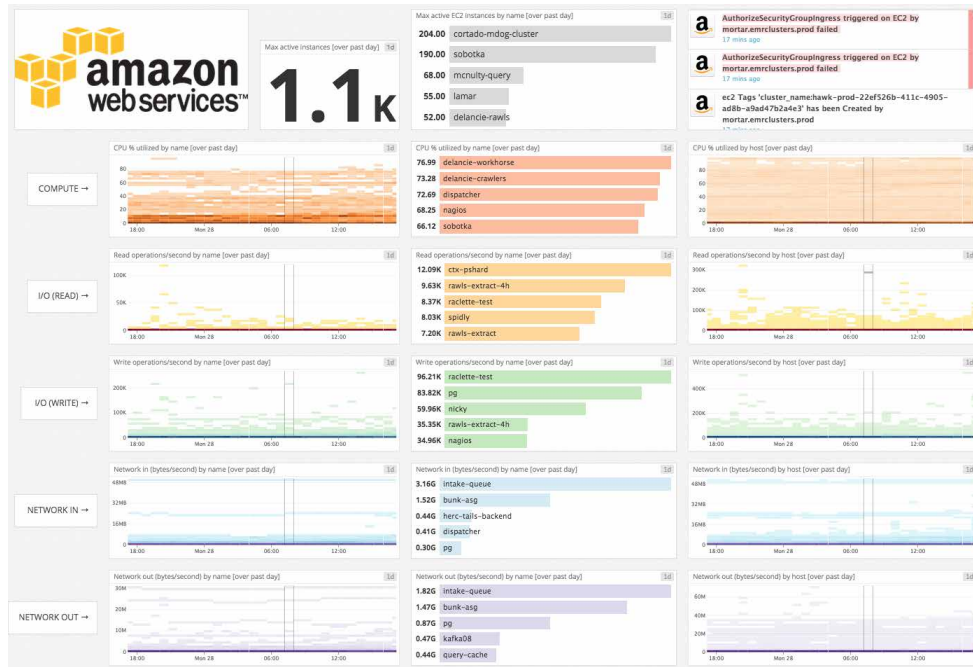 amazon
webservices™
Max active instances [over past day] 1d
1.1K
Max active EC2 instances by name [over past day] 1d
204.00 cortado-mdog-cluster
190.00 sobotka
68.00 mcnulty-query
55.00 lamar
52.00 delancie-rawls
AuthorizeSecurityGroupIngress triggered on EC2 by
mortar.emrclusters.prod failed
17 mins ago
AuthorizeSecurityGroupIngress triggered on EC2 by
mortar.emrclusters.prod failed
17 mins ago
ec2 Tags 'cluster_name:hawk-prod-22ef526b-411c-4905-
ad8b-a9ad47b2a4e3' has been Created by
mortar.emrclusters.prod
17 mins ago
COMPUTE →
CPU % utilized by name [over past day] 1d
80
60
40
20
0
18:00 Mon 28 06:00 12:00
CPU % utilized by name [over past day] 1d
76.99 delancie-workhorse
73.28 delancie-crawlers
72.69 dispatcher
68.25 nagios
66.12 sobotka
CPU % utilized by host [over past day] 1d
80
60
40
20
0
18:00 Mon 28 06:00 12:00
I/O (READ) →
Read operations/second by name [over past day] 1d
100K
50K
0
18:00 Mon 28 06:00 12:00
Read operations/second by name [over past day] 1d
12.09K ctx-pshard
9.63K rawls-extract-4h
8.37K raclette-test
8.03K spidly
7.20K rawls-extract
Read operations/second by host [over past day] 1d
300K
200K
100K
0
18:00 Mon 28 06:00 12:00
I/O (WRITE) →
Write operations/second by name [over past day] 1d
200K
100K
0
18:00 Mon 28 06:00 12:00
Write operations/second by name [over past day] 1d
96.21K raclette-test
83.82K pg
59.96K nicky
35.35K rawls-extract-4h
34.96K nagios
Write operations/second by host [over past day] 1d
400K
200K
0
18:00 Mon 28 06:00 12:00
NETWORK IN →
Network in (bytes/second) by name [over past day] 1d
48MB
32MB
16MB
0
18:00 Mon 28 06:00 12:00
Network in (bytes/second) by name [over past day] 1d
3.16G intake-queue
1.52G bunk-asg
0.44G herc-tails-backend
0.41G dispatcher
0.30G pg
Network in (bytes/second) by host [over past day] 1d
48MB
32MB
16MB
0
18:00 Mon 28 06:00 12:00
NETWORK OUT →
Network out (bytes/second) by name [over past day] 1d
30M
20M
10M
0
18:00 Mon 28 06:00 12:00
Network out (bytes/second) by name [over past day] 1d
1.82G intake-queue
1.47G bunk-asg
0.87G pg
0.47G kafka08
0.44G query-cache
Network out (bytes/second) by host [over past day] 1d
60M
40M
20M
0
18:00 Mon 28 06:00 12:00